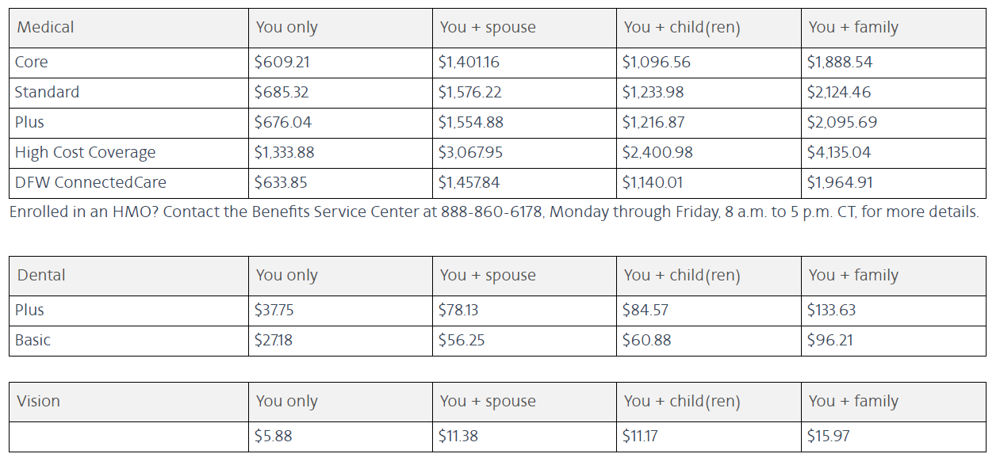 Medical You only You + spouse You + child(ren) You + family
Core $609.21 $1,401.16 $1,096.56 $1,888.54
Standard $685.32 $1,576.22 $1,233.98 $2,124.46
Plus $676.04 $1,554.88 $1,216.87 $2,095.69
High Cost Coverage $1,333.88 $3,067.95 $2,400.98 $4,135.04
DFW ConnectedCare $633.85 $1,457.84 $1,140.01 $1,964.91
Enrolled in an HMO? Contact the Benefits Service Center at 888-860-6178, Monday through Friday, 8 a.m. to 5 p.m. CT, for more details.
Dental You only You + spouse You + child(ren) You + family
Plus $37.75 $78.13 $84.57 $133.63
Basic $27.18 $56.25 $60.88 $96.21
Vision You only You + spouse You + child(ren) You + family
$5.88 $11.38 $11.17 $15.97